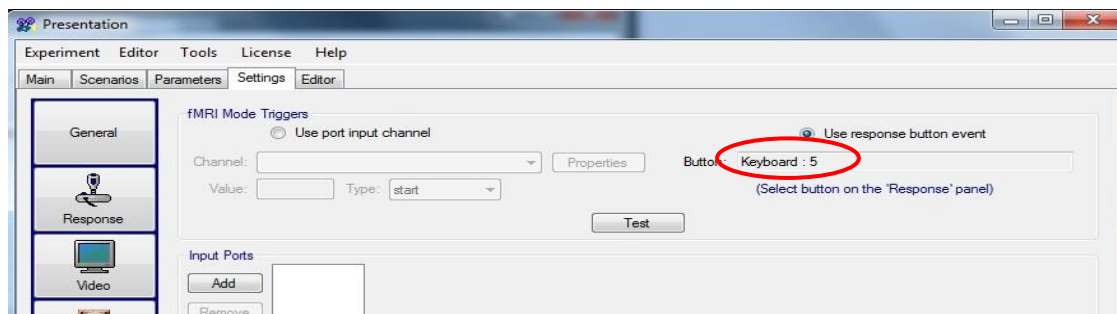 Presentation
Experiment Editor Tools License Help
Main Scenarios Parameters Settings Editor
General
Response
Video
fMRI Mode Triggers
Use port input channel
Use response button event
Channel:
Properties
Button: Keyboard : 5
Value:
Type: start
(Select button on the 'Response' panel)
Test
Input Ports
Add
Remove